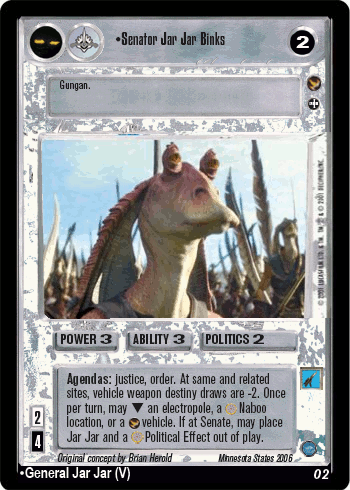 •Senator Jar Jar Binks
2
Gungan.
POWER 3
ABILITY 3
POLITICS 2
Agendas: justice, order. At same and related
sites, vehicle weapon destiny draws are -2. Once
per turn, may ▼ an electropole, a Naboo
location, or a vehicle. If at Senate, may place
Jar Jar and a Political Effect out of play.
2
4
Original concept by Brian Herold
Minnesota States 2006
•General Jar Jar (V)
02